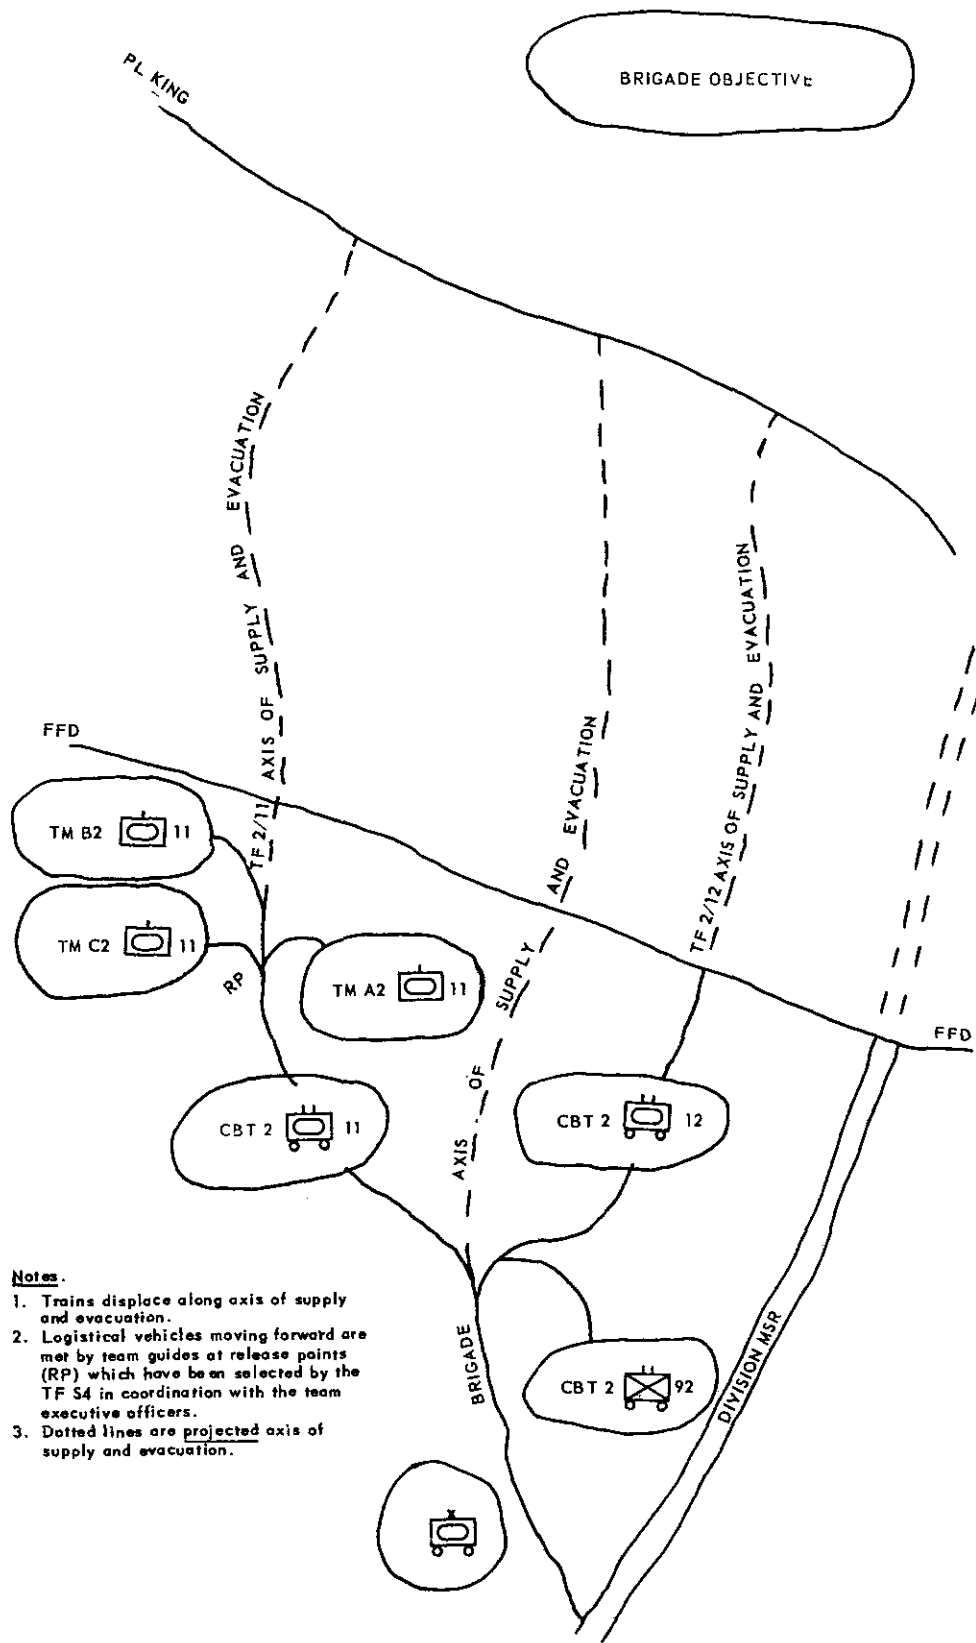 BRIGADE OBJECTIVE
PL KING
TF 2/11 AXIS OF SUPPLY AND EVACUATION
BRIGADE AXIS OF SUPPLY AND EVACUATION
TF 2/12 AXIS OF SUPPLY AND EVACUATION
FFD
TM B2 11
TM C2 11
RP
TM A2 11
FFD
CBT 2 11
CBT 2 12
CBT 2 92
DIVISION MSR
Notes.
1. Trains displace along axis of supply
and evacuation.
2. Logistical vehicles moving forward are
met by team guides at release points
(RP) which have been selected by the
TF S4 in coordination with the team
executive officers.
3. Dotted lines are projected axis of
supply and evacuation.